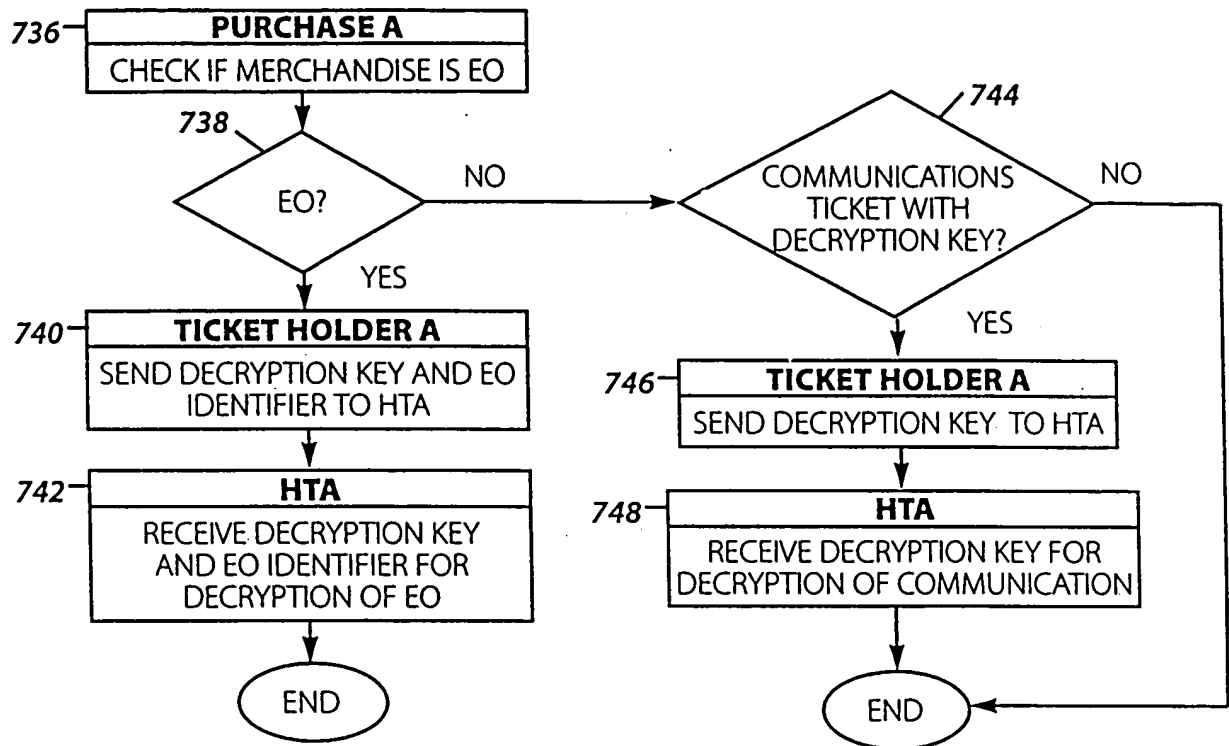 736
PURCHASE A
CHECK IF MERCHANDISE IS EO
738
EO?
NO
YES
740
TICKET HOLDER A
SEND DECRYPTION KEY AND EO
IDENTIFIER TO HTA
742
HTA
RECEIVE DECRYPTION KEY
AND EO IDENTIFIER FOR
DECRYPTION OF EO
END
744
COMMUNICATIONS
TICKET WITH
DECRYPTION KEY?
NO
YES
746
TICKET HOLDER A
SEND DECRYPTION KEY TO HTA
748
HTA
RECEIVE DECRYPTION KEY FOR
DECRYPTION OF COMMUNICATION
END